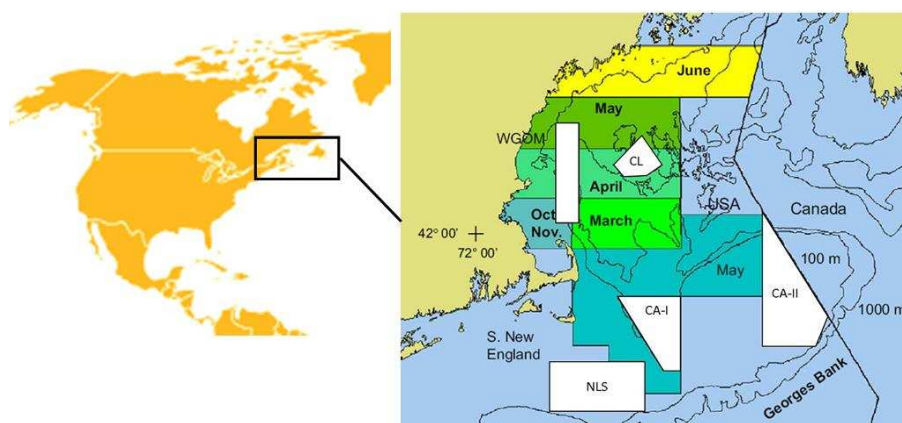 June
May
WGOM
CL
April
USA
Oct
Nov.
March
Canada
42° 00'
72° 00'
May
100 m
CA-II
CA-I
1000 m
S. New
England
NLS
Georges Bank